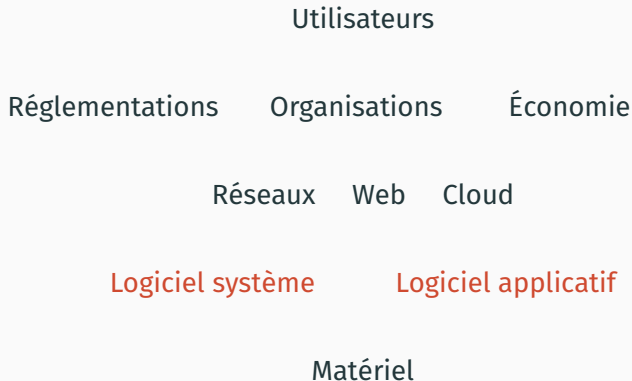 Utilisateurs
Réglementations Organisations Économie
Réseaux Web Cloud
Logiciel système Logiciel applicatif
Matériel